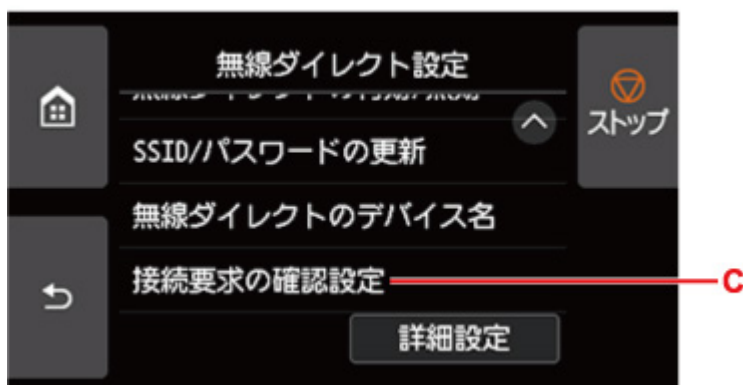 無線ダイレクト設定
ストップ
SSID/パスワードの更新
無線ダイレクトのデバイス名
接続要求の確認設定
C
詳細設定